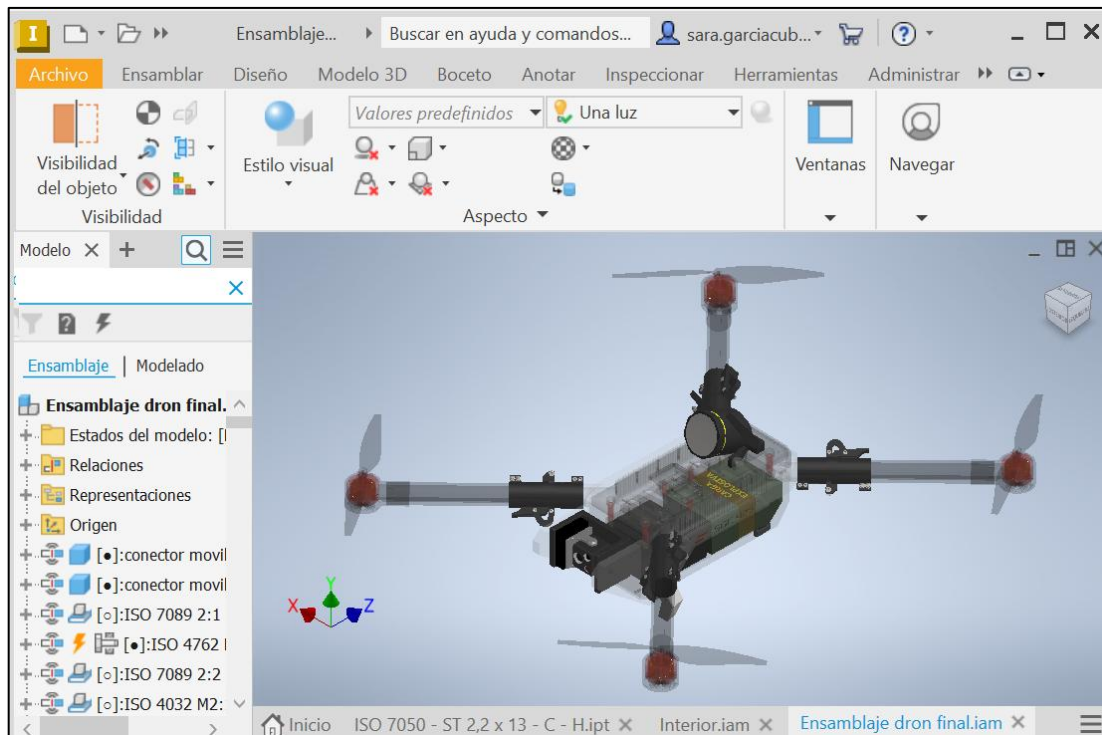 Ensamblaje...
Buscar en ayuda y comandos...
sara.garciacub...
Archivo Ensamblar Diseño Modelo 3D Boceto Anotar Inspeccionar Herramientas Administrar
Visibilidad
del objeto
Visibilidad
Estilo visual
Valores predefinidos
Una luz
Aspecto
Ventanas
Navegar
Modelo
Ensamblaje | Modelado
Ensamblaje dron final.
Estados del modelo: [
Relaciones
Representaciones
Origen
[●]:conector movil
[●]:conector movil
[○]:ISO 7089 2:1
[●]:ISO 4762
[○]:ISO 7089 2:2
[○]:ISO 4032 M2:
CARGA
EXPLOSIVA
X
Y
Z
Inicio
ISO 7050 - ST 2,2 x 13 - C - H.ipt
Interior.iam
Ensamblaje dron final.iam